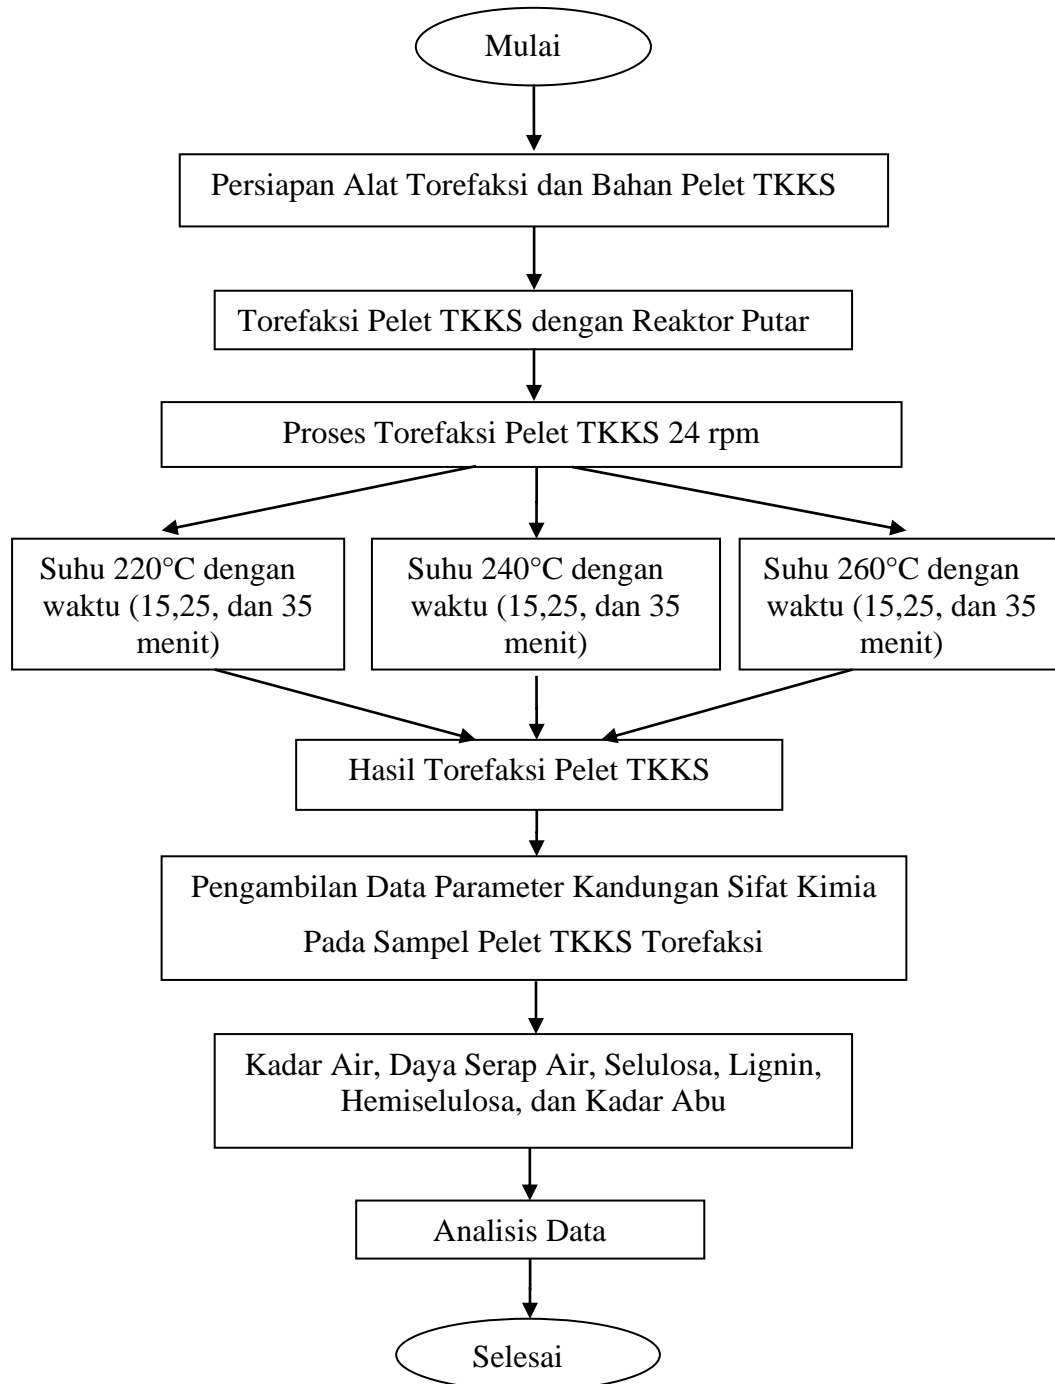 Mulai
Persiapan Alat Torefaksi dan Bahan Pelet TKKS
Torefaksi Pelet TKKS dengan Reaktor Putar
Proses Torefaksi Pelet TKKS 24 rpm
Suhu 220°C dengan
waktu (15,25, dan 35
menit)
Suhu 240°C dengan
waktu (15,25, dan 35
menit)
Suhu 260°C dengan
waktu (15,25, dan 35
menit)
Hasil Torefaksi Pelet TKKS
Pengambilan Data Parameter Kandungan Sifat Kimia
Pada Sampel Pelet TKKS Torefaksi
Kadar Air, Daya Serap Air, Selulosa, Lignin,
Hemiselulosa, dan Kadar Abu
Analisis Data
Selesai